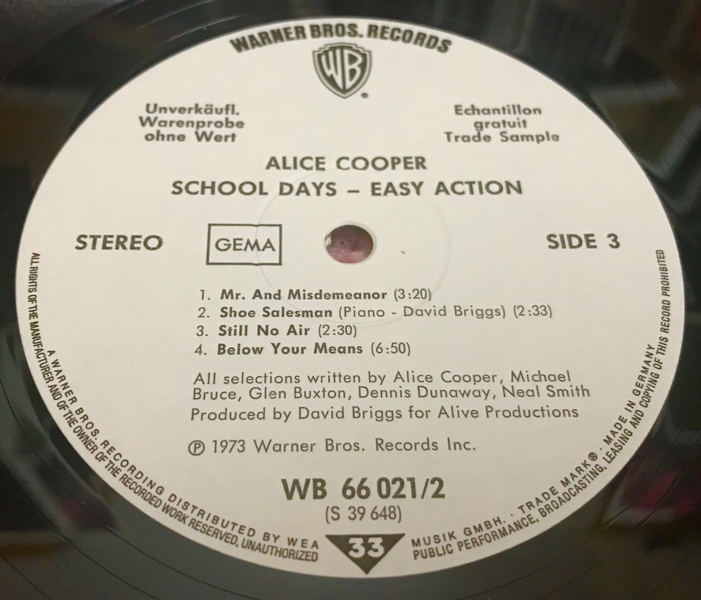 WARNER BROS. RECORDS
WB
Unverkäufl.
Warenprobe
ohne Wert
Echantillon
gratuit
Trade Sample
ALICE COOPER
SCHOOL DAYS – EASY ACTION
STEREO
GEMA
SIDE 3
1. Mr. And Misdemeanor (3:20)
2. Shoe Salesman (Piano - David Briggs) (2:33)
3. Still No Air (2:30)
4. Below Your Means (6:50)
All selections written by Alice Cooper, Michael
Bruce, Glen Buxton, Dennis Dunaway, Neal Smith
Produced by David Briggs for Alive Productions
℗ 1973 Warner Bros. Records Inc.
WB 66 021/2
(S 39 648)
33
A WARNER BROS. RECORDING DISTRIBUTED BY WEA MUSIK GMBH. · TRADE MARK® · MADE IN GERMANY
ALL RIGHTS OF THE MANUFACTURER AND OF THE OWNER OF THE RECORDED WORK RESERVED, UNAUTHORIZED PUBLIC PERFORMANCE, BROADCASTING, LEASING AND COPYING OF THIS RECORD PROHIBITED